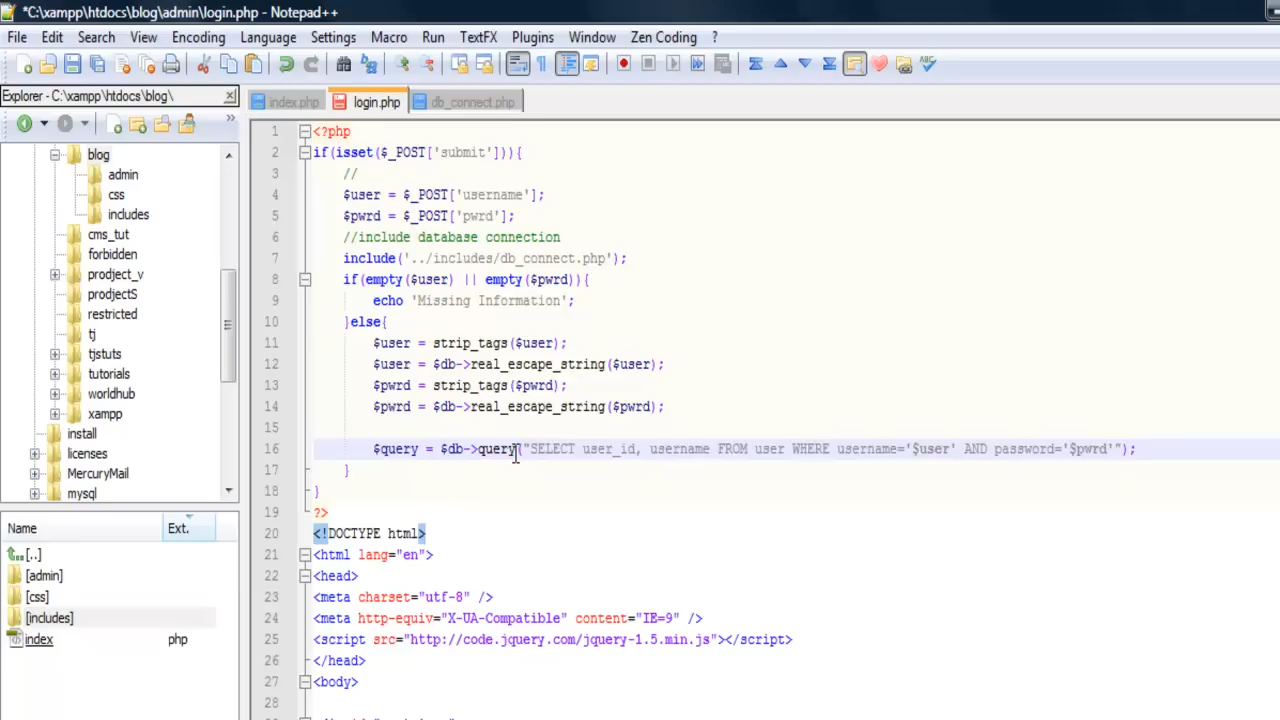 *C:\xampp\htdocs\blog\admin\login.php - Notepad++
File Edit Search View Encoding Language Settings Macro Run TextFX Plugins Window Zen Coding ?
Explorer - C:\xampp\htdocs\blog\
index.php login.php db_connect.php
blog
admin
css
includes
cms_tut
forbidden
prodject_v
prodjectS
restricted
tj
tjstuts
tutorials
worldhub
xampp
install
licenses
MercuryMail
mysql
Name Ext.
[..]
[admin]
[css]
[includes]
index php
1 <?php
2 if(isset($_POST['submit'])){
3 //
4 $user = $_POST['username'];
5 $pwrd = $_POST['pwrd'];
6 //include database connection
7 include('../includes/db_connect.php');
8 if(empty($user) || empty($pwrd)){
9 echo 'Missing Information';
10 }else{
11 $user = strip_tags($user);
12 $user = $db->real_escape_string($user);
13 $pwrd = strip_tags($pwrd);
14 $pwrd = $db->real_escape_string($pwrd);
15
16 $query = $db->query("SELECT user_id, username FROM user WHERE username='$user' AND password='$pwrd'");
17 }
18 }
19 ?>
20 <!DOCTYPE html>
21 <html lang="en">
22 <head>
23 <meta charset="utf-8" />
24 <meta http-equiv="X-UA-Compatible" content="IE=9" />
25 <script src="http://code.jquery.com/jquery-1.5.min.js"></script>
26 </head>
27 <body>
28